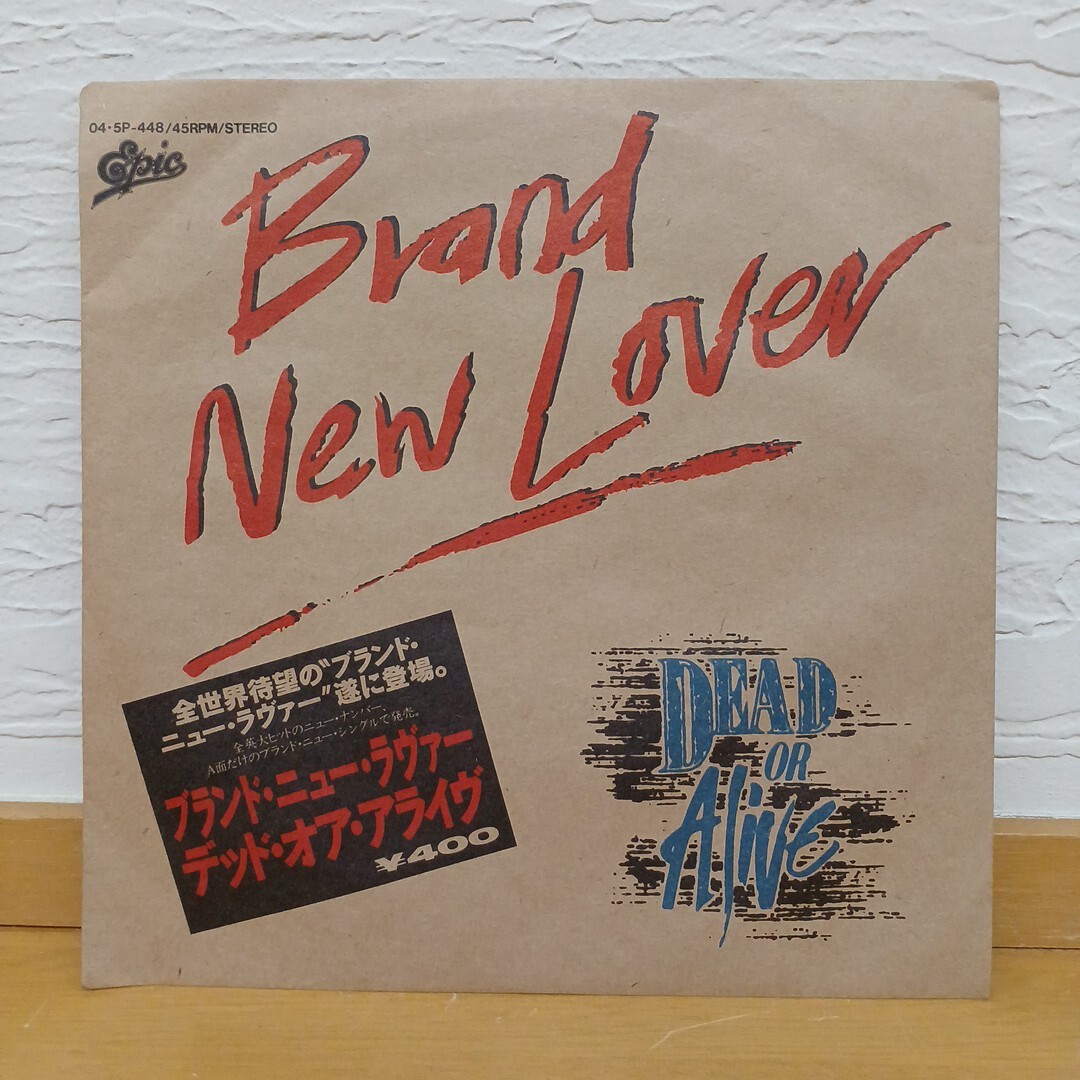 04・5P-448/45RPM/STEREO
Epic
Brand
New Lover
全世界待望の“ブランド・
ニュー・ラヴァー”遂に登場。
全英大ヒットのニュー・ナンバー、
A面だけのブランド・ニュー・シングルで発売。
ブランド・ニュー・ラヴァー
デッド・オア・アライヴ
¥400
DEAD
OR
Alive